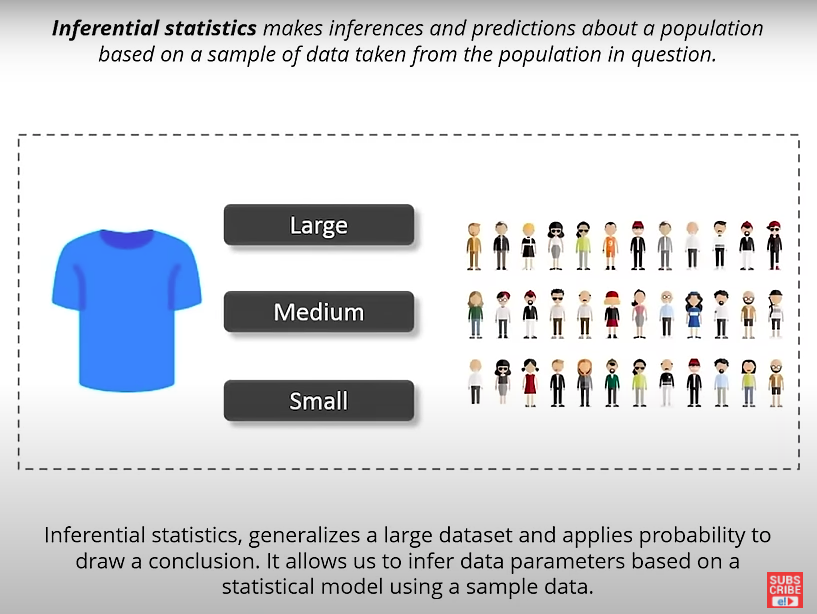 Inferential statistics makes inferences and predictions about a population
based on a sample of data taken from the population in question.
Large
Medium
Small
Inferential statistics, generalizes a large dataset and applies probability to
draw a conclusion. It allows us to infer data parameters based on a
statistical model using a sample data.
SUBS
CRIBE
e!